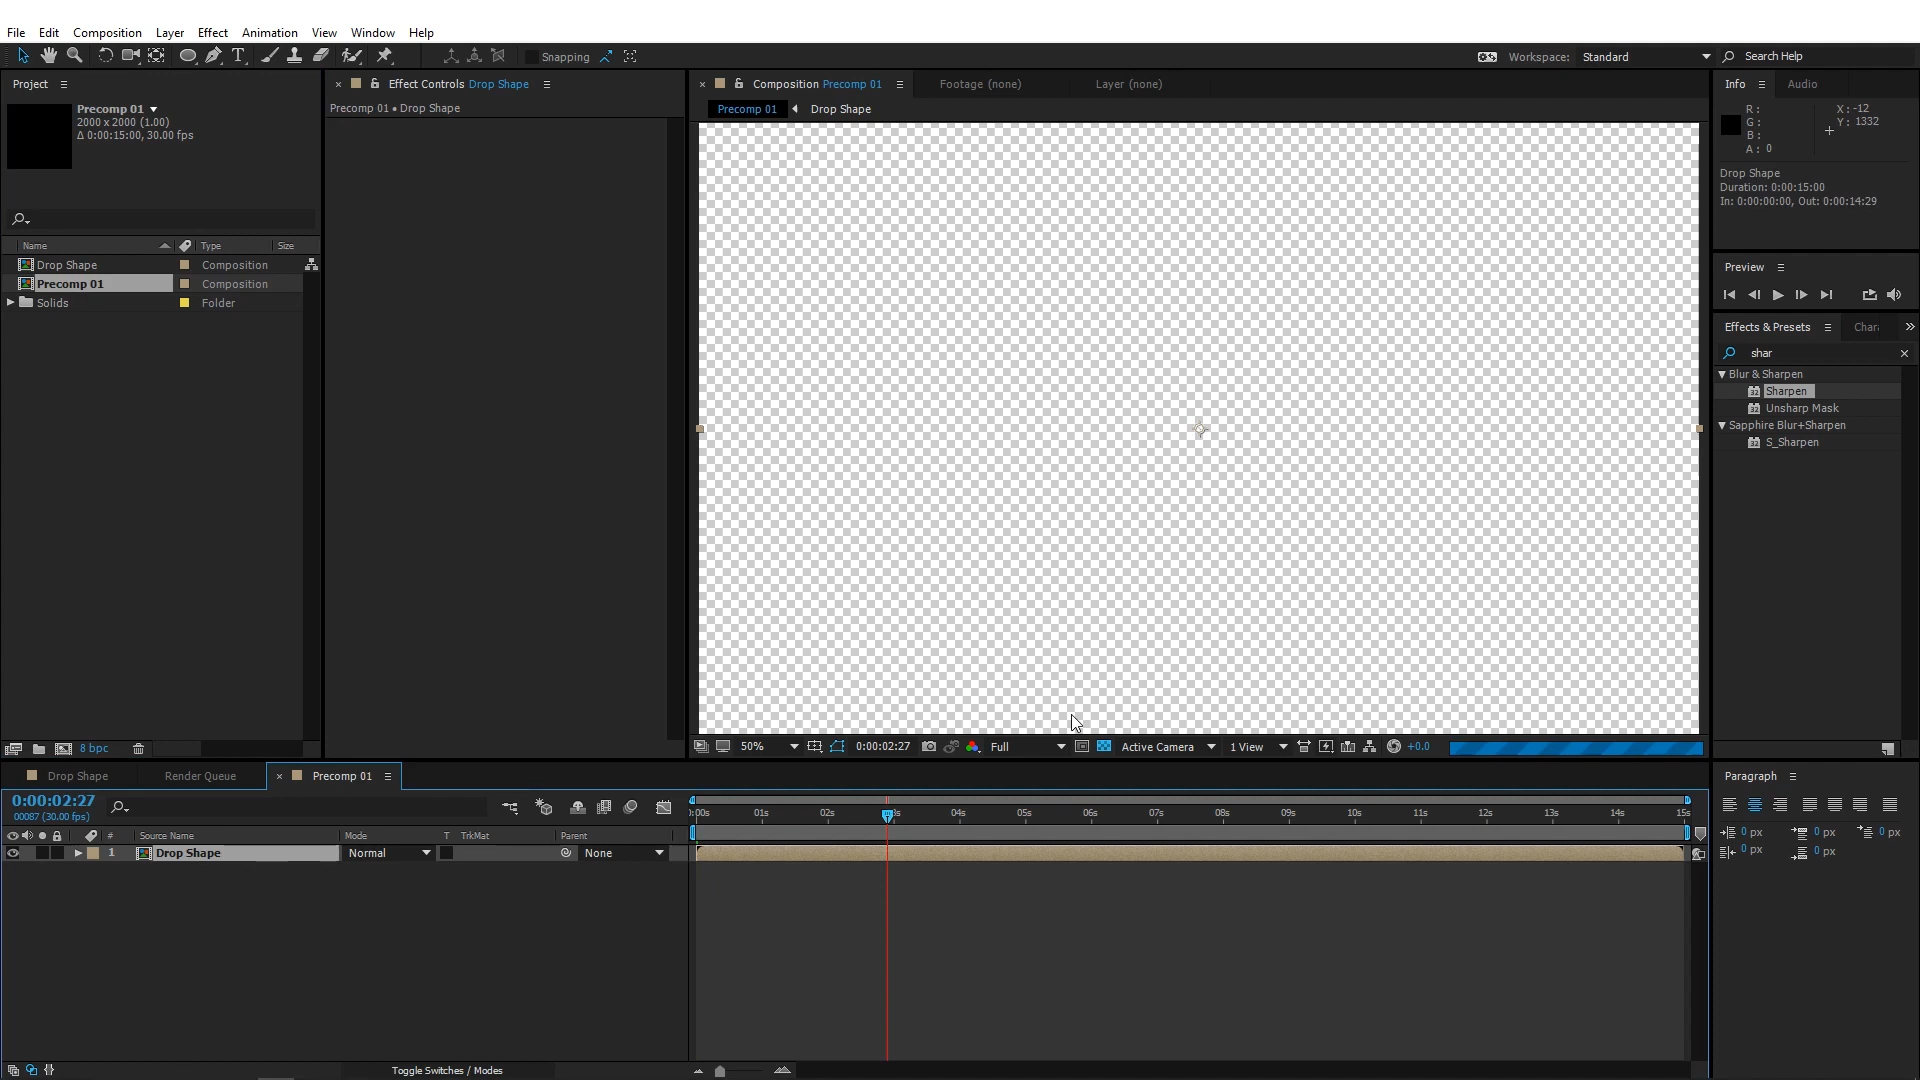 File Edit Composition Layer Effect Animation View Window Help
Snapping
Workspace: Standard
Search Help
Project
Precomp 01
2000 x 2000 (1.00)
Δ 0:00:15:00, 30.00 fps
Name Type Size
Drop Shape Composition
Precomp 01 Composition
Solids Folder
8 bpc
Effect Controls Drop Shape
Precomp 01 • Drop Shape
Composition Precomp 01
Footage (none)
Layer (none)
Precomp 01 Drop Shape
50%
0:00:02:27
Full
Active Camera
1 View
+0.0
Info Audio
R :
G :
B :
A : 0
X : -12
Y : 1332
Drop Shape
Duration: 0:00:15:00
In: 0:00:00:00, Out: 0:00:14:29
Preview
Effects & Presets
Chara
shar
Blur & Sharpen
32 Sharpen
32 Unsharp Mask
Sapphire Blur+Sharpen
32 S_Sharpen
Drop Shape
Render Queue
Precomp 01
0:00:02:27
00087 (30.00 fps)
# Source Name Mode T TrkMat Parent
1 Drop Shape Normal None
:00s 01s 02s 03s 04s 05s 06s 07s 08s 09s 10s 11s 12s 13s 14s 15s
Toggle Switches / Modes
Paragraph
0 px 0 px 0 px
0 px 0 px